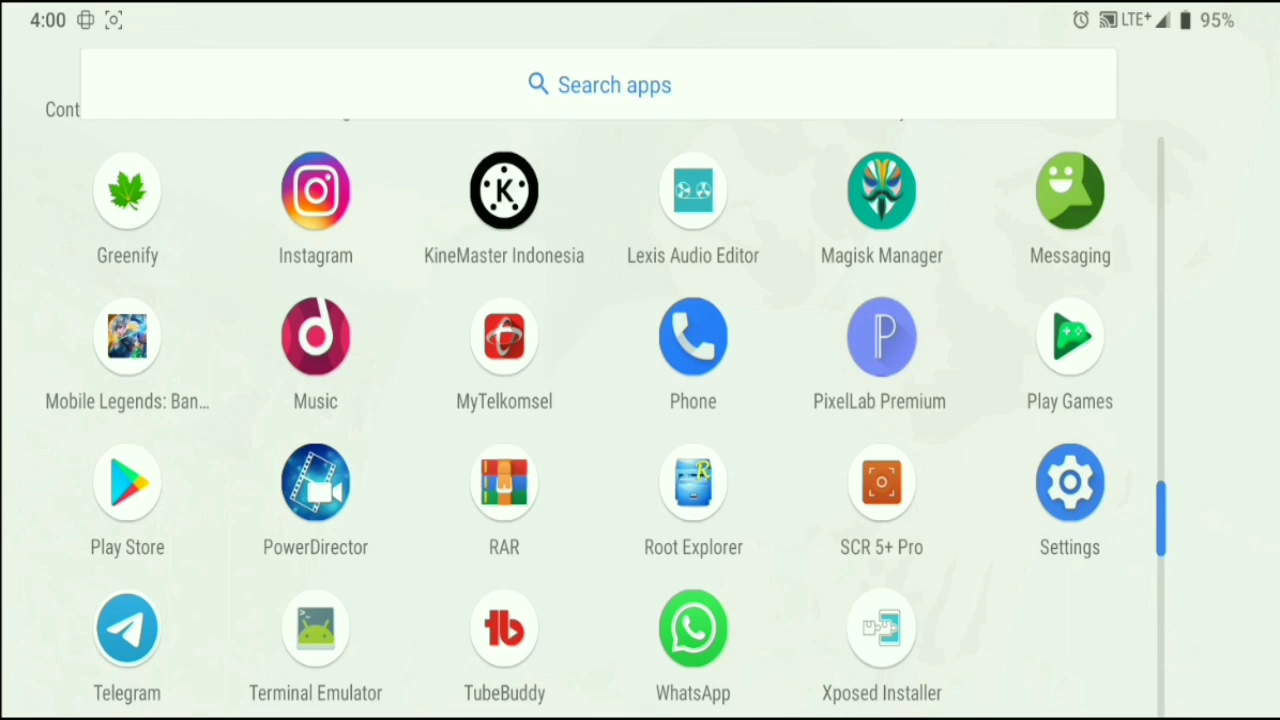 4:00
LTE+ 95%
Search apps
Cont
Greenify Instagram KineMaster Indonesia Lexis Audio Editor Magisk Manager Messaging
Mobile Legends: Ban... Music MyTelkomsel Phone PixelLab Premium Play Games
Play Store PowerDirector RAR Root Explorer SCR 5+ Pro Settings
Telegram Terminal Emulator TubeBuddy WhatsApp Xposed Installer